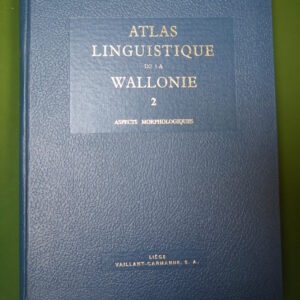 ATLAS
LINGUISTIQUE
DE LA
WALLONIE
2
ASPECTS MORPHOLOGIQUES
LIÈGE
VAILLANT-CARMANNE, S. A.